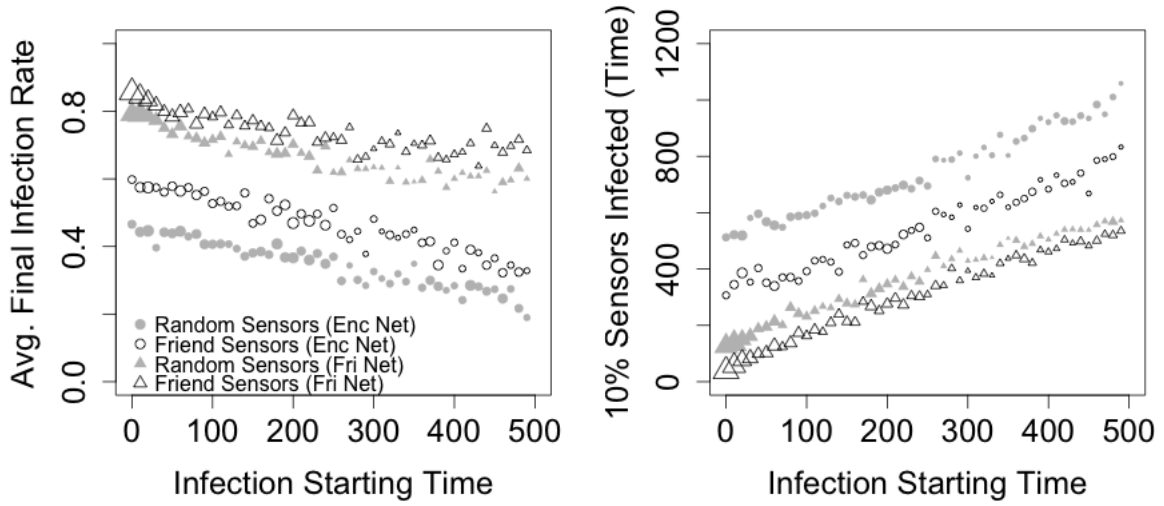 Avg. Final Infection Rate
0.8
0.4
0.0
Random Sensors (Enc Net)
Friend Sensors (Enc Net)
Random Sensors (Fri Net)
Friend Sensors (Fri Net)
0 100 200 300 400 500
Infection Starting Time
10% Sensors Infected (Time)
1200
800
400
0
0 100 200 300 400 500
Infection Starting Time